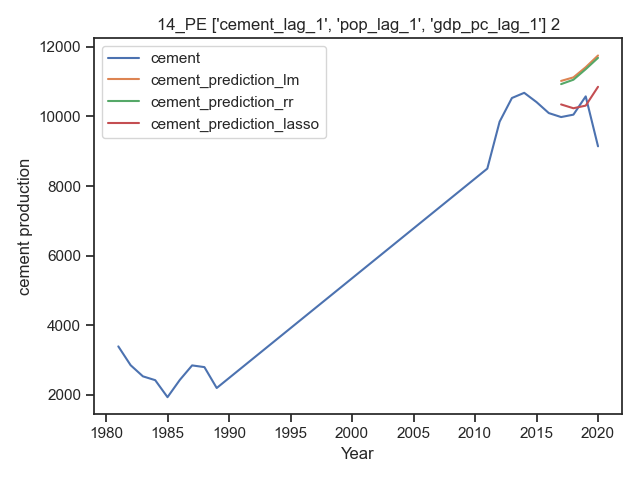 14_PE ['cement_lag_1', 'pop_lag_1', 'gdp_pc_lag_1'] 2
cement
cement_prediction_lm
cement_prediction_rr
cement_prediction_lasso
cement production
12000
10000
8000
6000
4000
2000
1980 1985 1990 1995 2000 2005 2010 2015 2020
Year